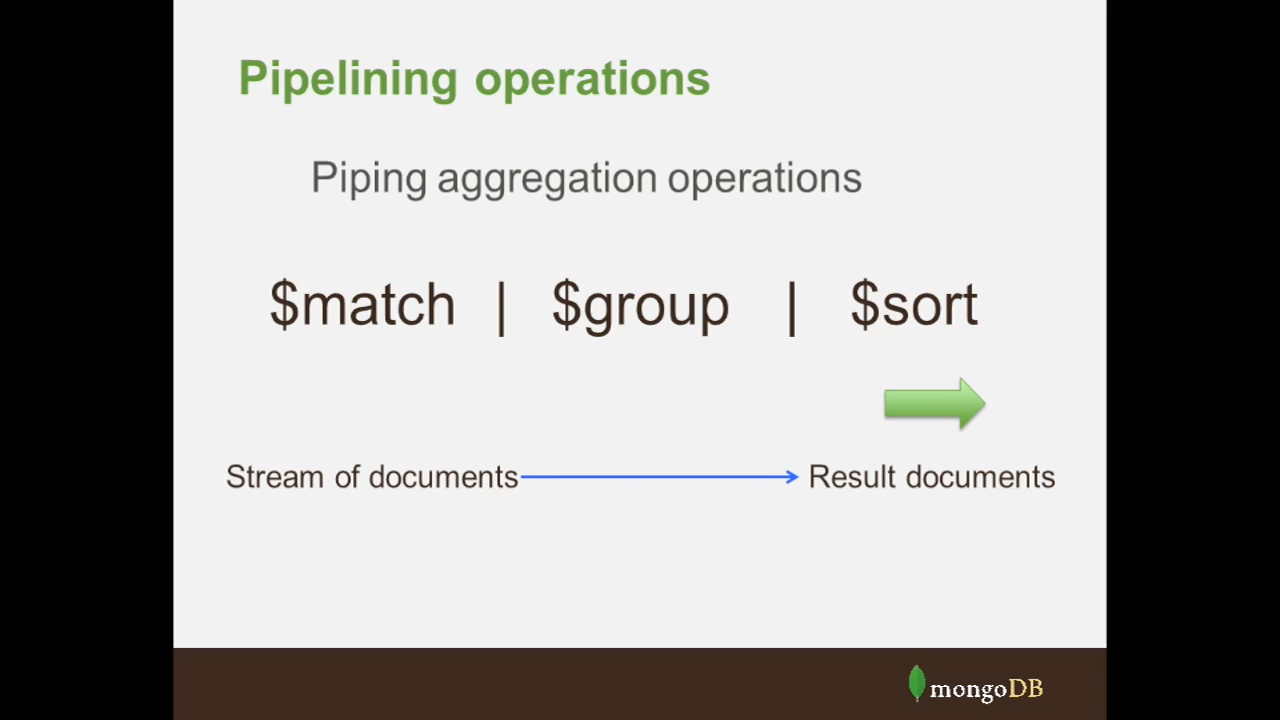 Pipelining operations
Piping aggregation operations
$match | $group | $sort
Stream of documents Result documents
mongoDB